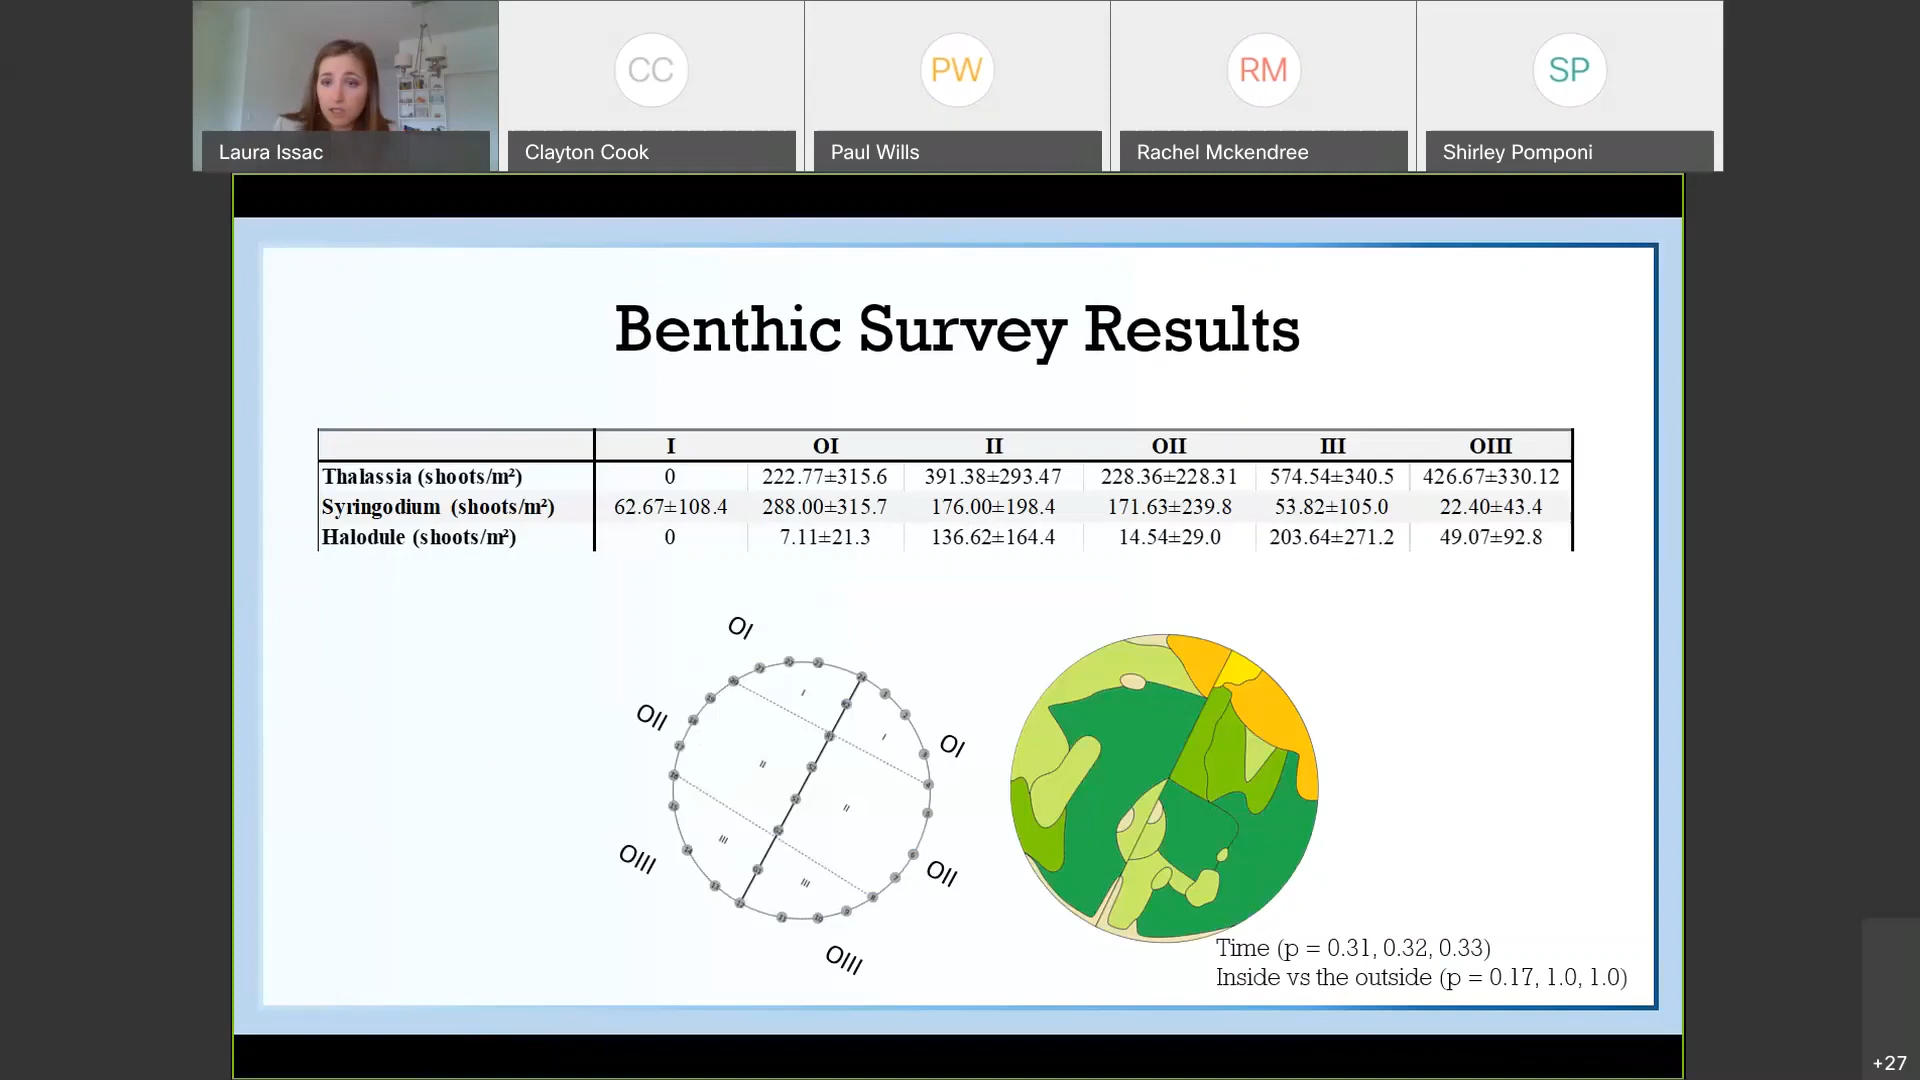 CC
PW
RM
SP
Laura Issac
Clayton Cook
Paul Wills
Rachel Mckendree
Shirley Pomponi
Benthic Survey Results
I OI II OII III OIII
Thalassia (shoots/m²) 0 222.77±315.6 391.38±293.47 228.36±228.31 574.54±340.5 426.67±330.12
Syringodium (shoots/m²) 62.67±108.4 288.00±315.7 176.00±198.4 171.63±239.8 53.82±105.0 22.40±43.4
Halodule (shoots/m²) 0 7.11±21.3 136.62±164.4 14.54±29.0 203.64±271.2 49.07±92.8
OI
I
OII
I
OI
II
II
OIII
III
OII
III
OIII
Time (p = 0.31, 0.32, 0.33)
Inside vs the outside (p = 0.17, 1.0, 1.0)
+27